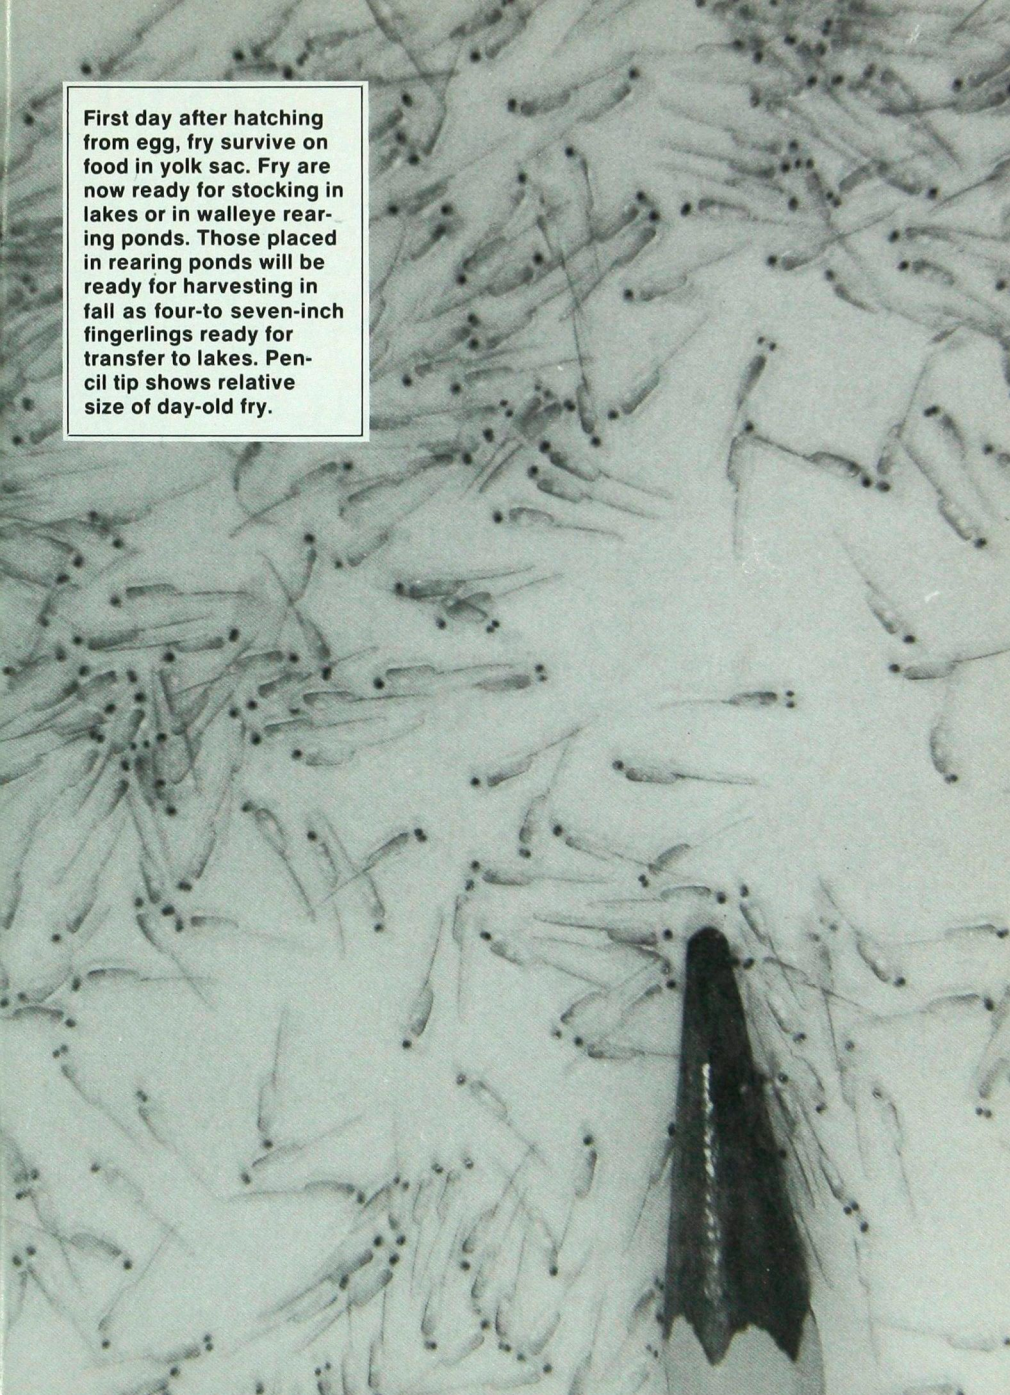 First day after hatching
from egg, fry survive on
food in yolk sac. Fry are
now ready for stocking in
lakes or in walleye rear-
ing ponds. Those placed
in rearing ponds will be
ready for harvesting in
fall as four-to seven-inch
fingerlings ready for
transfer to lakes. Pen-
cil tip shows relative
size of day-old fry.